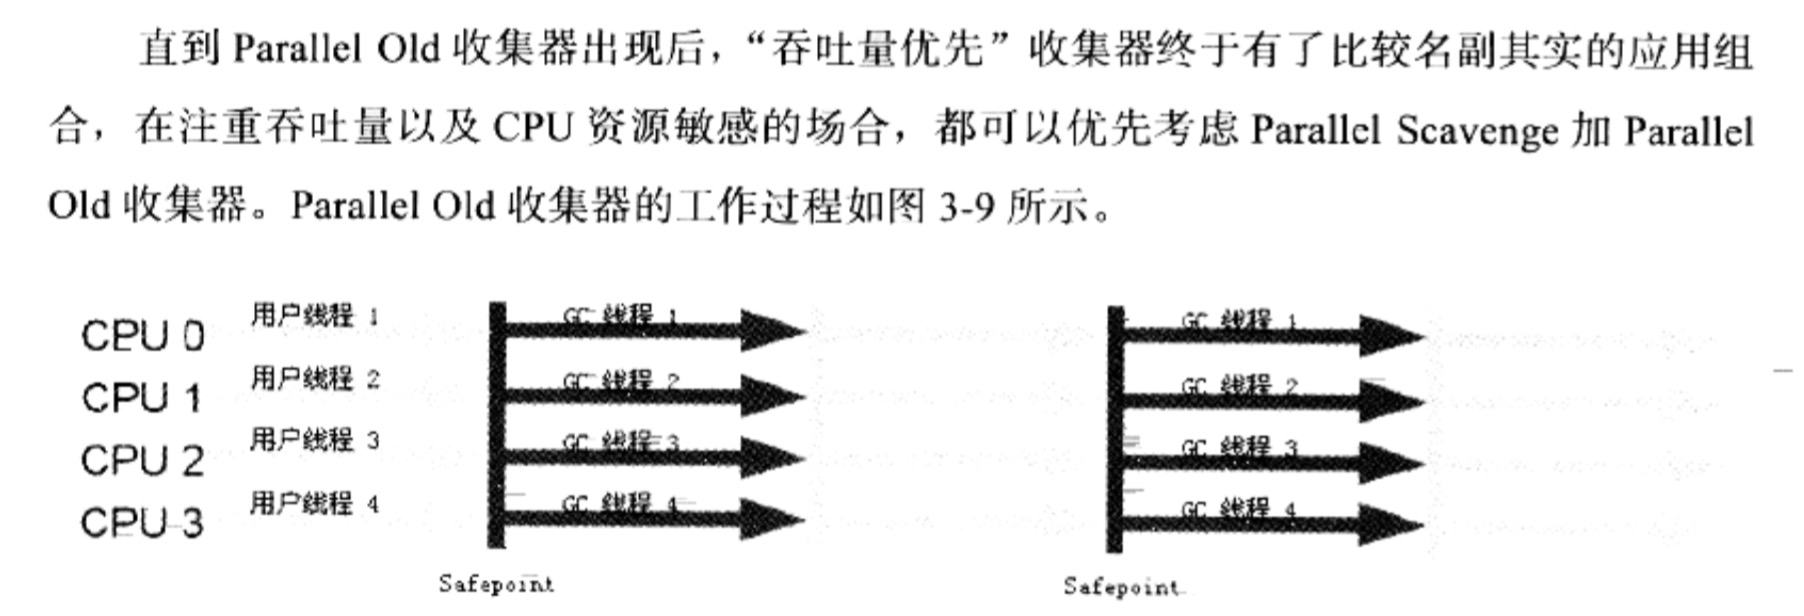 直到 Parallel Old 收集器出现后，“吞吐量优先”收集器终于有了比较名副其实的应用组
合，在注重吞吐量以及 CPU 资源敏感的场合，都可以优先考虑 Parallel Scavenge 加 Parallel
Old 收集器。Parallel Old 收集器的工作过程如图 3-9 所示。
CPU 0 用户线程 1 GC 线程 1 GC 线程 1
CPU 1 用户线程 2 GC 线程 2 GC 线程 2
CPU 2 用户线程 3 GC 线程 3 GC 线程 3
CPU 3 用户线程 4 GC 线程 4 GC 线程 4
Safepoint Safepoint